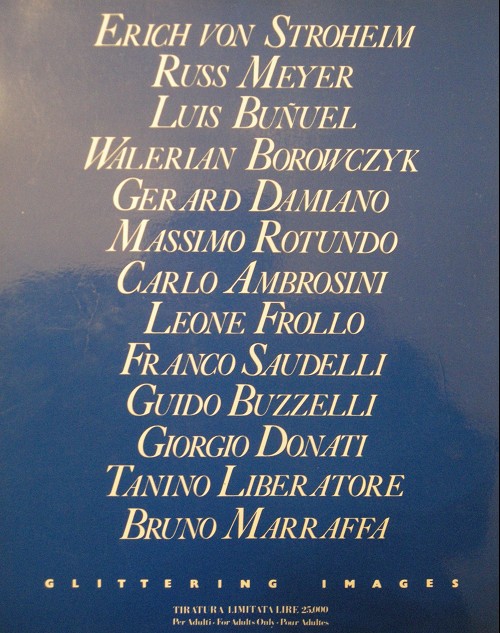 ERICH VON STROHEIM
RUSS MEYER
LUIS BUÑUEL
WALERIAN BOROWCZYK
GERARD DAMIANO
MASSIMO ROTUNDO
CARLO AMBROSINI
LEONE FROLLO
FRANCO SAUDELLI
GUIDO BUZZELLI
GIORGIO DONATI
TANINO LIBERATORE
BRUNO MARRAFFA
GLITTERING IMAGES
TIRATURA LIMITATA LIRE 25.000
Per Adulti - For Adults Only - Pour Adultes